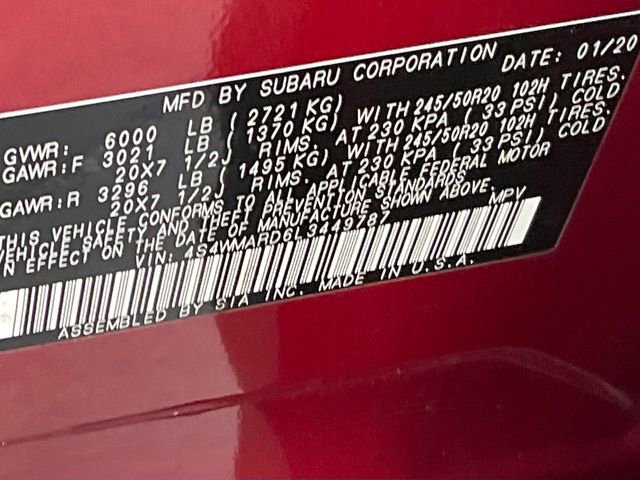 MFD BY SUBARU CORPORATION DATE: 01/20
GVWR: 6000 LB ( 2721 KG)
GAWR:F 3021 LB ( 1370 KG) WITH 245/50R20 102H TIRES.
20X7 1/2J RIMS. AT 230 KPA ( 33 PSI) COLD
GAWR:R 3296 LB ( 1495 KG) WITH 245/50R20 102H TIRES.
20X7 1/2J RIMS. AT 230 KPA ( 33 PSI) COLD
THIS VEHICLE CONFORMS TO ALL APPLICABLE FEDERAL MOTOR
VEHICLE SAFETY AND THEFT PREVENTION STANDARDS
IN EFFECT ON THE DATE OF MANUFACTURE SHOWN ABOVE.
VIN: 4S4WMARD6L3449787 MPV
ASSEMBLED BY SIA INC. MADE IN U.S.A.